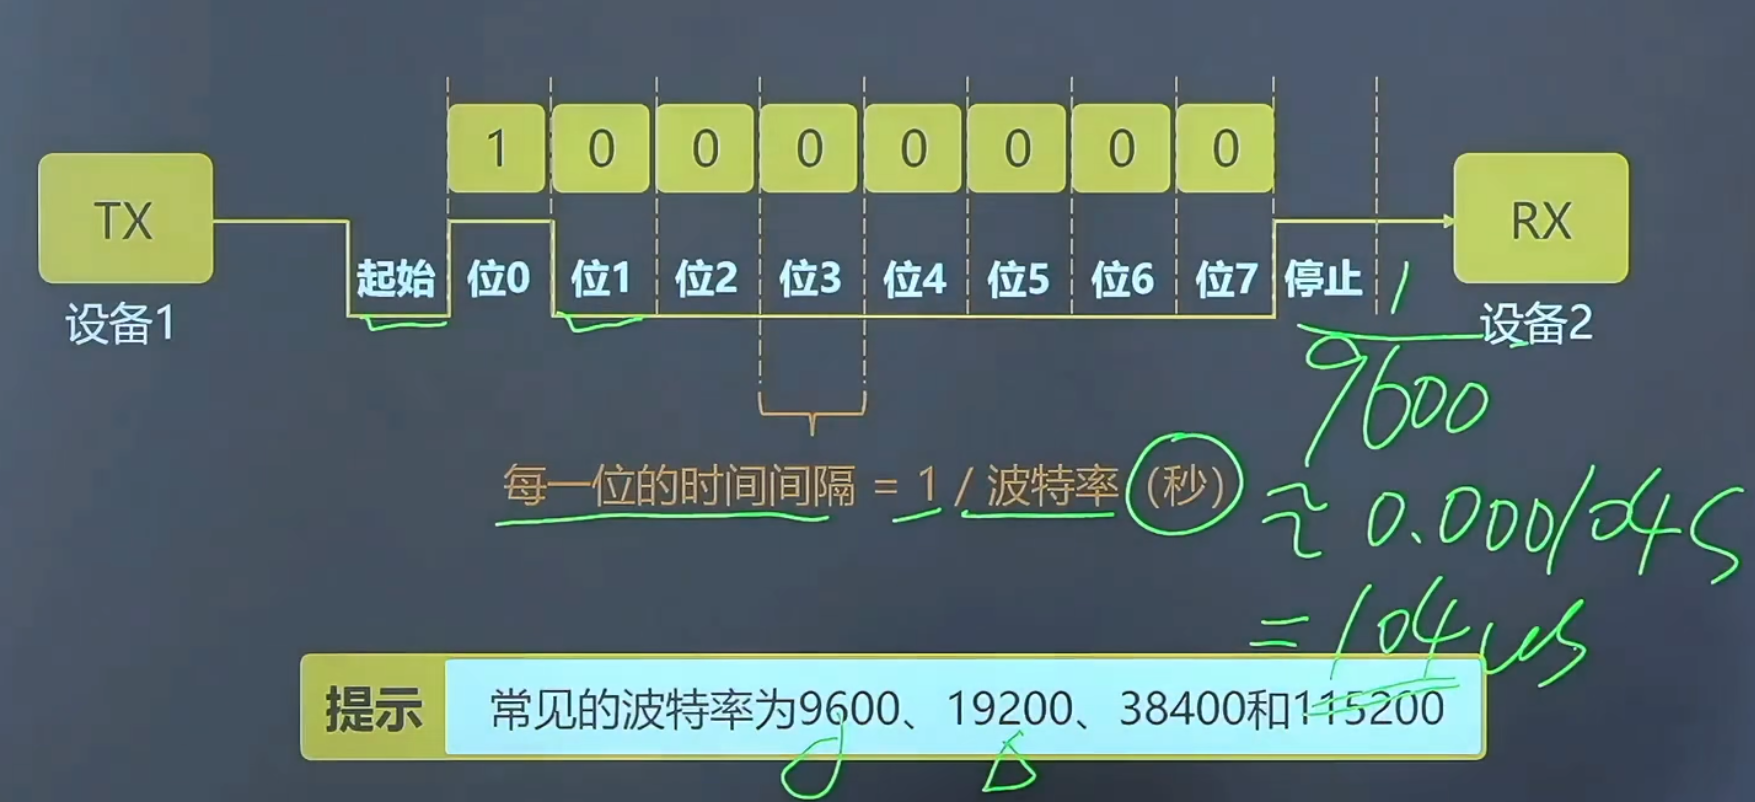 1 0 0 0 0 0 0 0
TX
RX
起始 位0 位1 位2 位3 位4 位5 位6 位7 停止
设备1
设备2
1
9600
每一位的时间间隔 = 1 / 波特率（秒）
≈ 0.000104S
= 104us
提示
常见的波特率为9600、19200、38400和115200